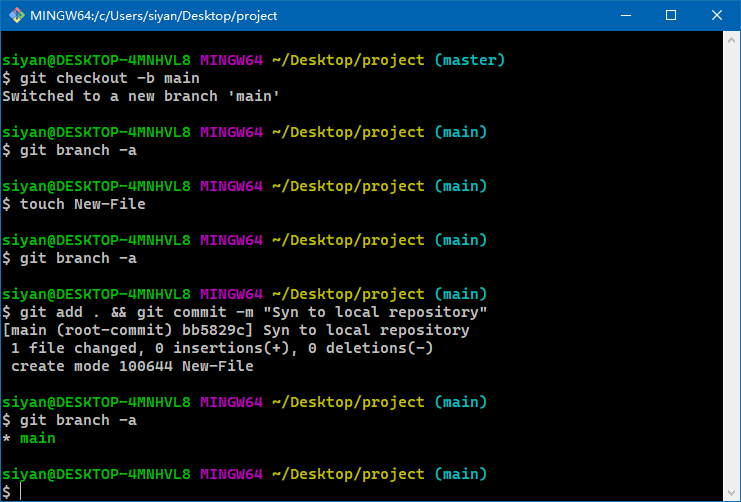 MINGW64:/c/Users/siyan/Desktop/project
siyan@DESKTOP-4MNHVL8 MINGW64 ~/Desktop/project (master)
$ git checkout -b main
Switched to a new branch 'main'
siyan@DESKTOP-4MNHVL8 MINGW64 ~/Desktop/project (main)
$ git branch -a
siyan@DESKTOP-4MNHVL8 MINGW64 ~/Desktop/project (main)
$ touch New-File
siyan@DESKTOP-4MNHVL8 MINGW64 ~/Desktop/project (main)
$ git branch -a
siyan@DESKTOP-4MNHVL8 MINGW64 ~/Desktop/project (main)
$ git add . && git commit -m "Syn to local repository"
[main (root-commit) bb5829c] Syn to local repository
 1 file changed, 0 insertions(+), 0 deletions(-)
 create mode 100644 New-File
siyan@DESKTOP-4MNHVL8 MINGW64 ~/Desktop/project (main)
$ git branch -a
* main
siyan@DESKTOP-4MNHVL8 MINGW64 ~/Desktop/project (main)
$